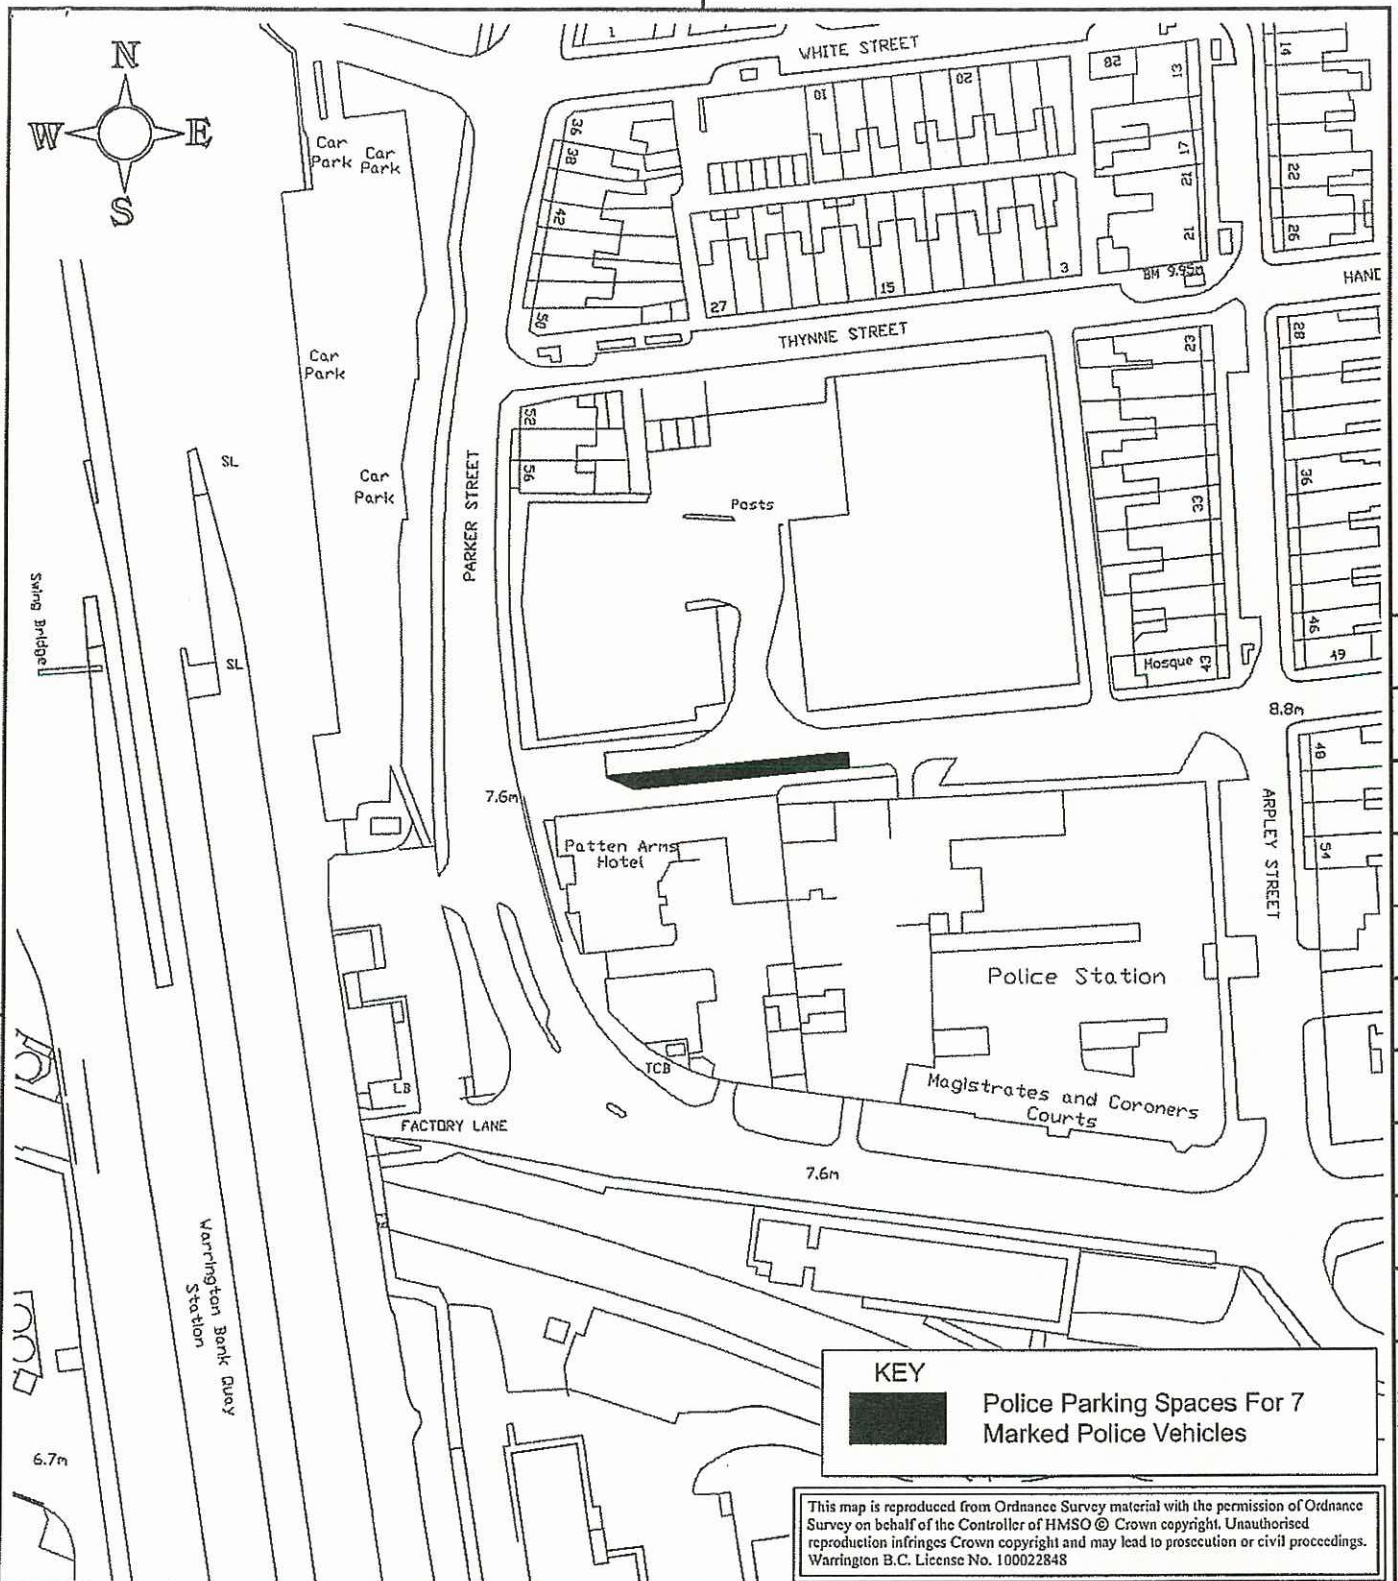 N
W E
S
WHITE STREET
1
28
13
14
20
10
36
38
Car
Park
Car
Park
17
21
22
42
21
26
3
BM 9.95m
HAND
15
27
50
THYNNE STREET
23
28
Car
Park
52
56
SL
PARKER STREET
Car
Park
36
33
Posts
Swing Bridge
46
49
SL
Mosque
43
8.8m
48
7.6m
ARPLEY STREET
Patten Arms
Hotel
54
Police Station
TCB
LB
Magistrates and Coroners
Courts
FACTORY LANE
7.6m
Warrington Bank Quay
Station
6.7m
KEY
Police Parking Spaces For 7
Marked Police Vehicles
This map is reproduced from Ordnance Survey material with the permission of Ordnance
Survey on behalf of the Controller of HMSO © Crown copyright. Unauthorised
reproduction infringes Crown copyright and may lead to prosecution or civil proceedings.
Warrington B.C. License No. 100022848